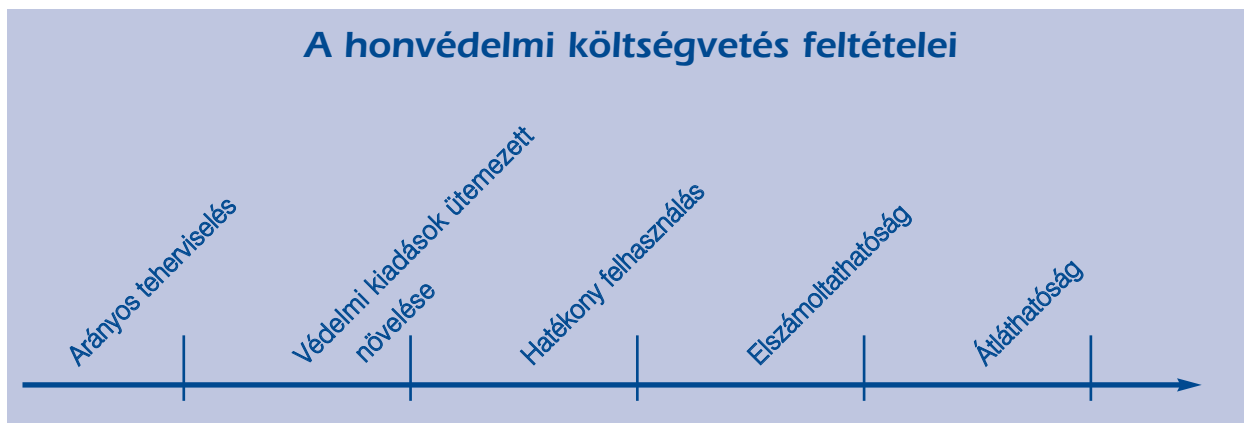 A honvédelmi költségvetés feltételei
Arányos teherviselés
Védelmi kiadások ütemezett
növelése
Hatékony felhasználás
Elszámoltathatóság
Átláthatóság